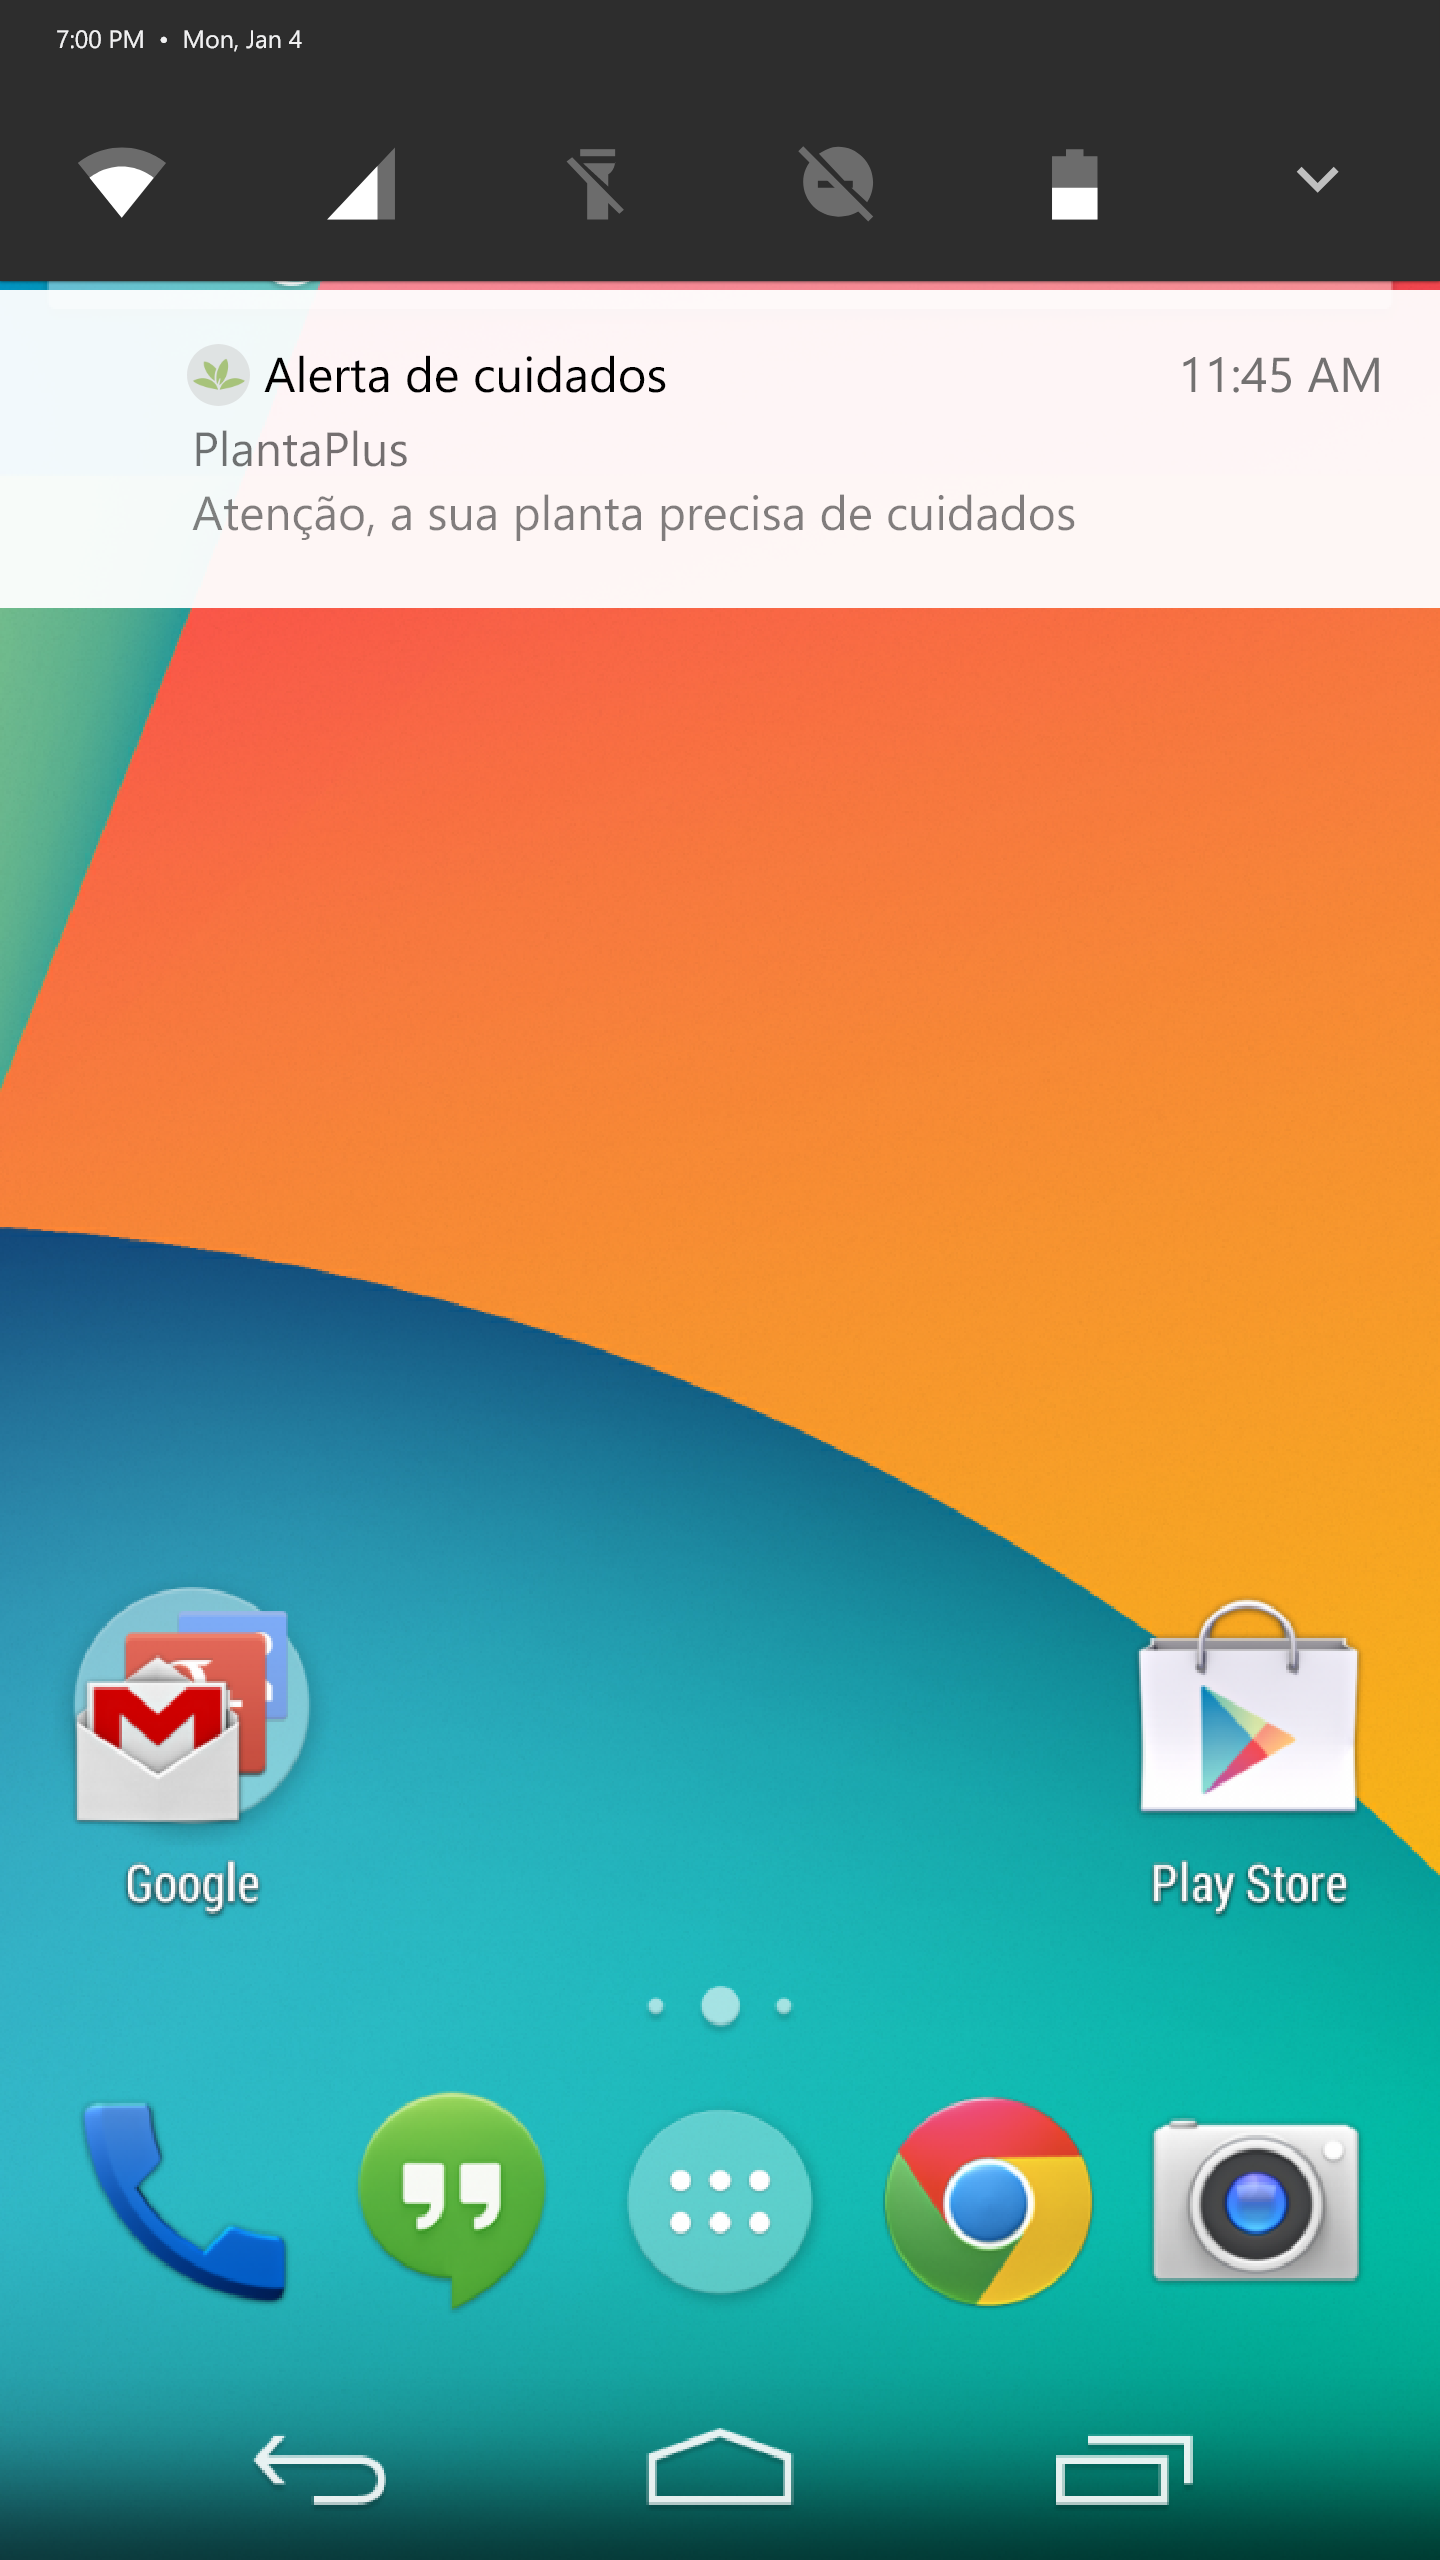 7:00 PM • Mon, Jan 4
Alerta de cuidados 11:45 AM
PlantaPlus
Atenção, a sua planta precisa de cuidados
Google Play Store